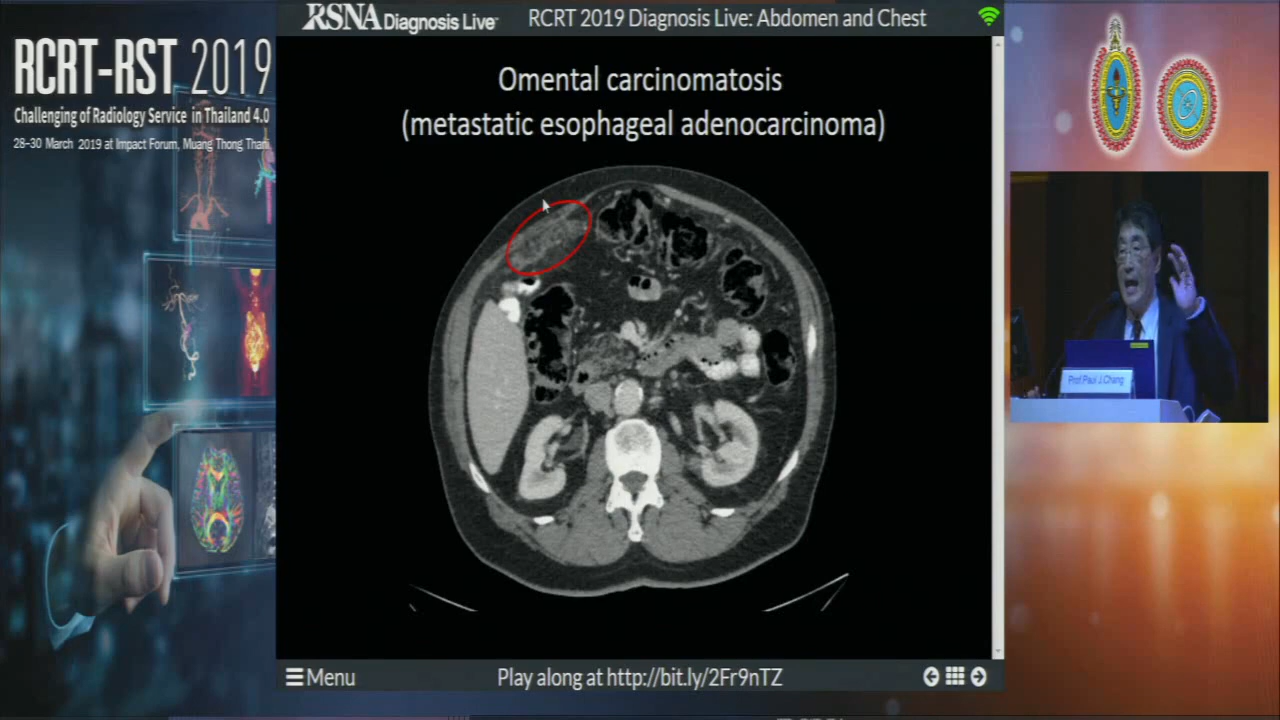 RSNA Diagnosis Live™
RCRT 2019 Diagnosis Live: Abdomen and Chest
RCRT-RST 2019
Challenging of Radiology Service in Thailand 4.0
28-30 March 2019 at Impact Forum, Muang Thong Thani
Omental carcinomatosis
(metastatic esophageal adenocarcinoma)
Prof.Paul J.Chang
Menu
Play along at http://bit.ly/2Fr9nTZ